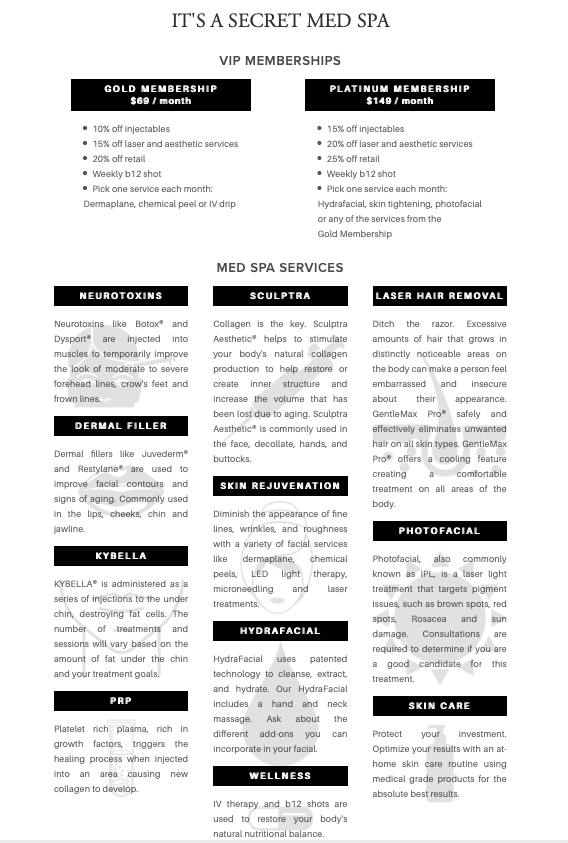 IT'S A SECRET MED SPA
VIP MEMBERSHIPS
GOLD MEMBERSHIP
$69 / month
10% off injectables
15% off laser and aesthetic services
20% off retail
Weekly b12 shot
Pick one service each month:
Dermaplane, chemical peel or IV drip
PLATINUM MEMBERSHIP
$149 / month
15% off injectables
20% off laser and aesthetic services
25% off retail
Weekly b12 shot
Pick one service each month:
Hydrafacial, skin tightening, photofacial
or any of the services from the
Gold Membership
MED SPA SERVICES
NEUROTOXINS
Neurotoxins like Botox® and
Dysport® are injected into
muscles to temporarily improve
the look of moderate to severe
forehead lines, crow's feet and
frown lines.
DERMAL FILLER
Dermal fillers like Juvederm®
and Restylane® are used to
improve facial contours and
signs of aging. Commonly used
in the lips, cheeks, chin and
jawline.
KYBELLA
KYBELLA® is administered as a
series of injections to the under
chin, destroying fat cells. The
number of treatments and
sessions will vary based on the
amount of fat under the chin
and your treatment goals.
PRP
Platelet rich plasma, rich in
growth factors, triggers the
healing process when injected
into an area causing new
collagen to develop.
SCULPTRA
Collagen is the key. Sculptra
Aesthetic® helps to stimulate
your body's natural collagen
production to help restore or
create inner structure and
increase the volume that has
been lost due to aging. Sculptra
Aesthetic® is commonly used in
the face, decollate, hands, and
buttocks.
SKIN REJUVENATION
Diminish the appearance of fine
lines, wrinkles, and roughness
with a variety of facial services
like dermaplane, chemical
peels, LED light therapy,
microneedling and laser
treatments.
HYDRAFACIAL
HydraFacial uses patented
technology to cleanse, extract,
and hydrate. Our HydraFacial
includes a hand and neck
massage. Ask about the
different add-ons you can
incorporate in your facial.
WELLNESS
IV therapy and b12 shots are
used to restore your body's
natural nutritional balance.
LASER HAIR REMOVAL
Ditch the razor. Excessive
amounts of hair that grows in
distinctly noticeable areas on
the body can make a person feel
embarrassed and insecure
about their appearance.
GentleMax Pro® safely and
effectively eliminates unwanted
hair on all skin types. GentleMax
Pro® offers a cooling feature
creating a comfortable
treatment on all areas of the
body.
PHOTOFACIAL
Photofacial, also commonly
known as IPL, is a laser light
treatment that targets pigment
issues, such as brown spots, red
spots, Rosacea and sun
damage. Consultations are
required to determine if you are
a good candidate for this
treatment.
SKIN CARE
Protect your investment.
Optimize your results with an at-
home skin care routine using
medical grade products for the
absolute best results.